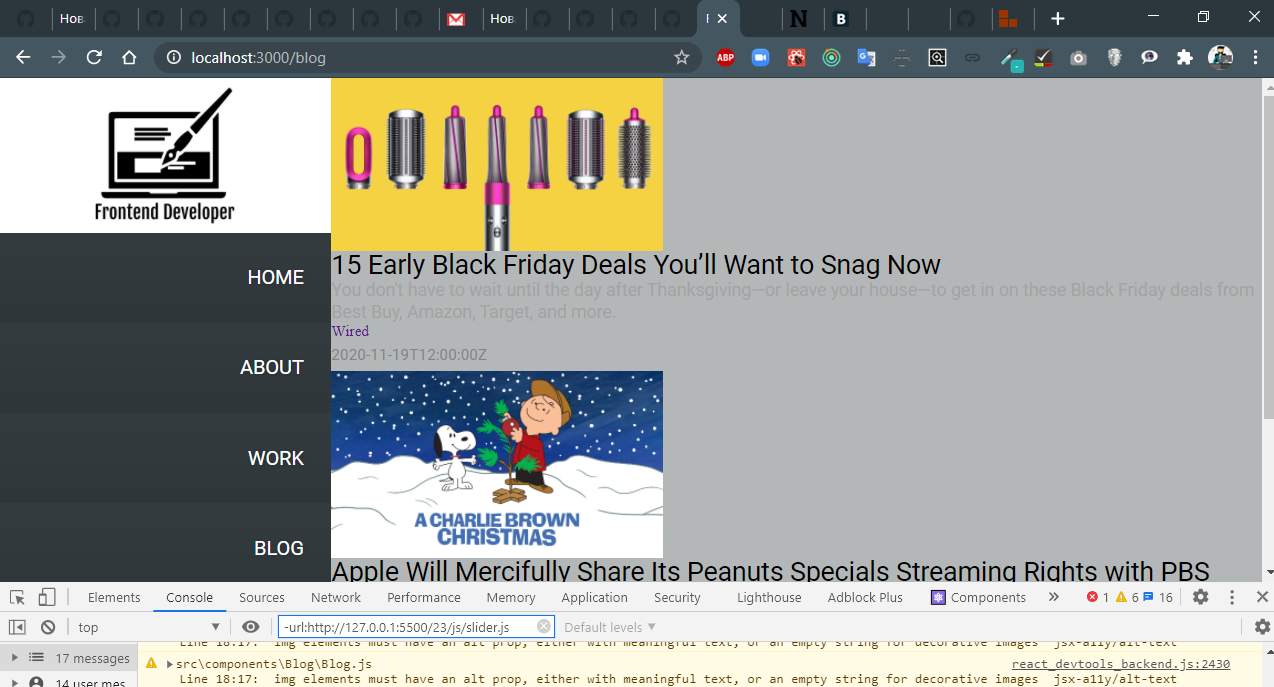 Нов
Нов
localhost:3000/blog
ABP
Frontend Developer
HOME
ABOUT
WORK
BLOG
15 Early Black Friday Deals You’ll Want to Snag Now
You don't have to wait until the day after Thanksgiving—or leave your house—to get in on these Black Friday deals from
Best Buy, Amazon, Target, and more.
Wired
2020-11-19T12:00:00Z
A CHARLIE BROWN
CHRISTMAS
Apple Will Mercifully Share Its Peanuts Specials Streaming Rights with PBS
Elements Console Sources Network Performance Memory Application Security Lighthouse Adblock Plus Components 1 6 16
top -url:http://127.0.0.1:5500/23/js/slider.js Default levels
17 messages
14 user mes
Line 18:17: img elements must have an alt prop, either with meaningful text, or an empty string for decorative images jsx-a11y/alt-text
src\components\Blog\Blog.js react_devtools_backend.js:2430
Line 18:17: img elements must have an alt prop, either with meaningful text, or an empty string for decorative images jsx-a11y/alt-text